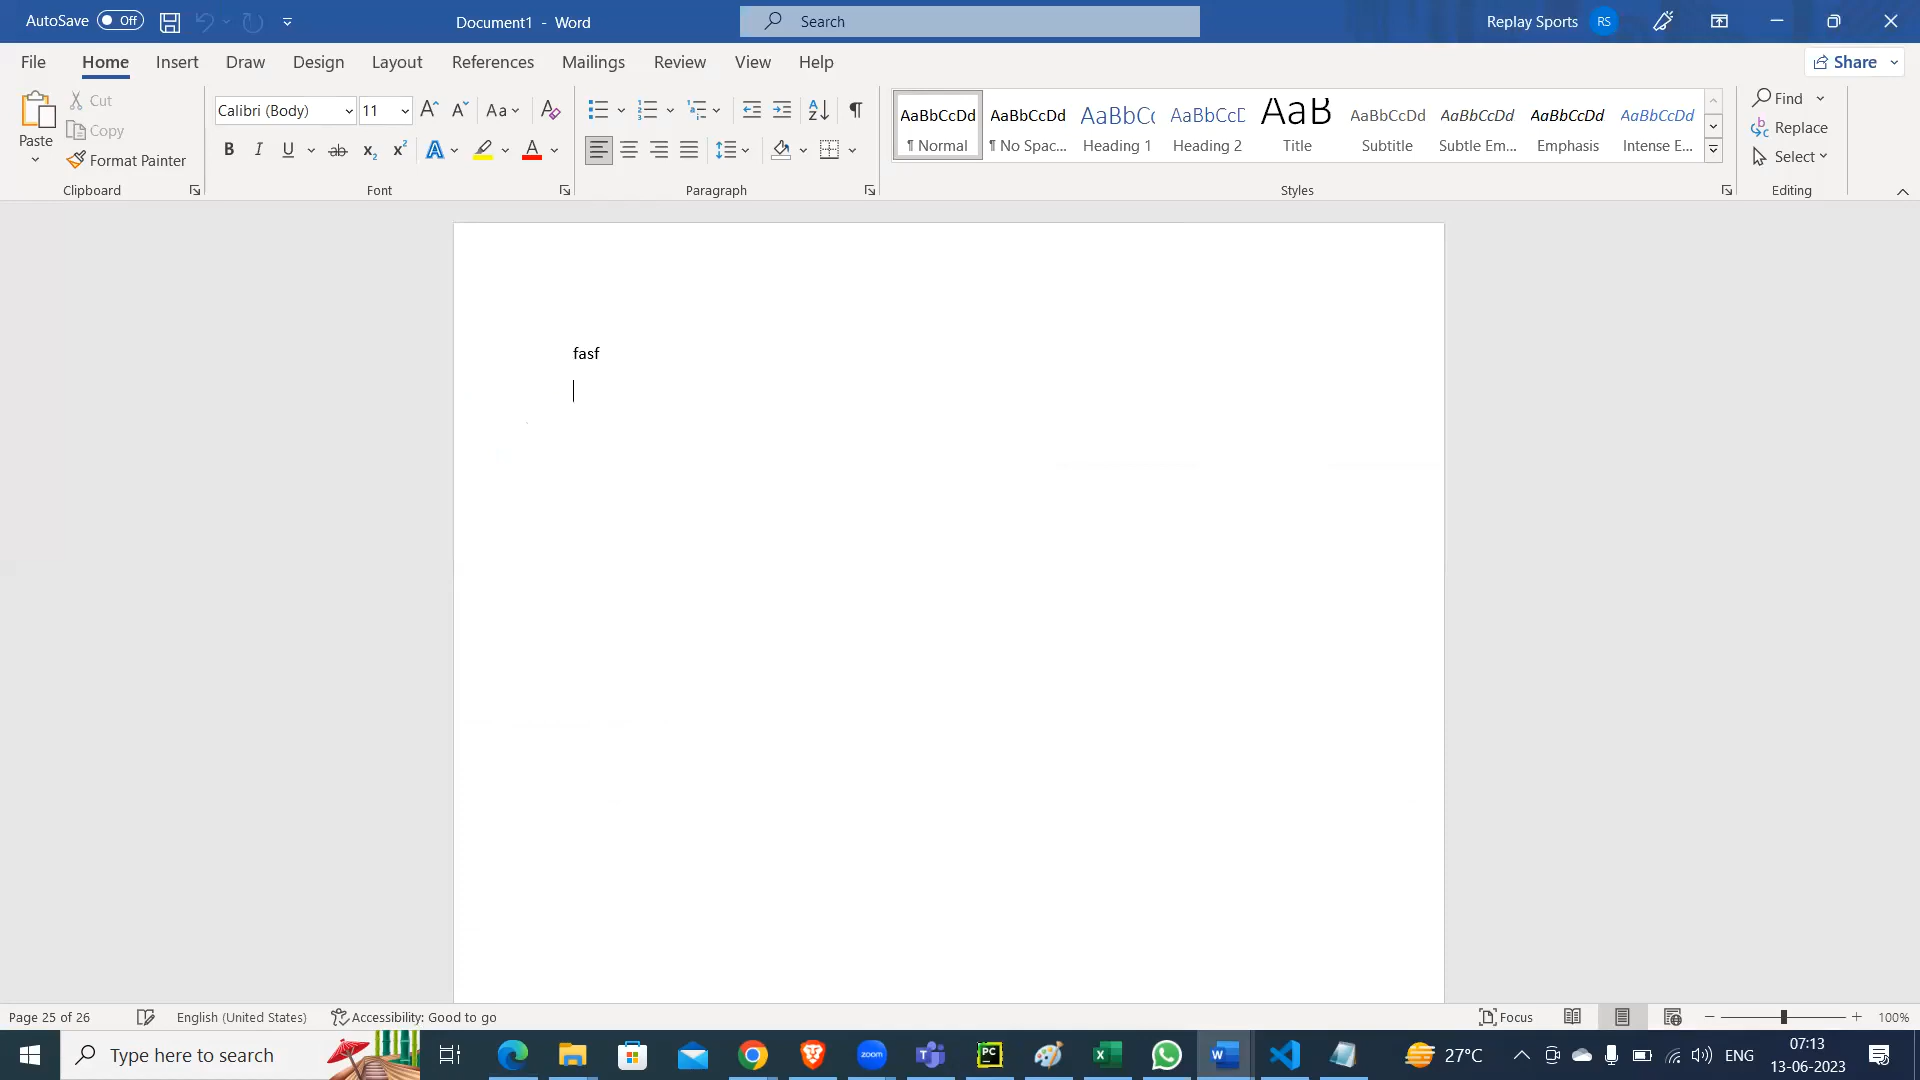 AutoSave Off Document1 - Word Search Replay Sports RS
File Home Insert Draw Design Layout References Mailings Review View Help Share
Paste
Cut
Copy
Format Painter
Clipboard
Calibri (Body) 11
Font
Paragraph
AaBbCcDd AaBbCcDd AaBbCc AaBbCcD AaB AaBbCcDd AaBbCcDd AaBbCcDd AaBbCcDd
¶ Normal ¶ No Spac... Heading 1 Heading 2 Title Subtitle Subtle Em... Emphasis Intense E...
Styles
Find
Replace
Select
Editing
fasf
Page 25 of 26 English (United States) Accessibility: Good to go Focus 100%
Type here to search zoom 27°C ENG 07:13
13-06-2023